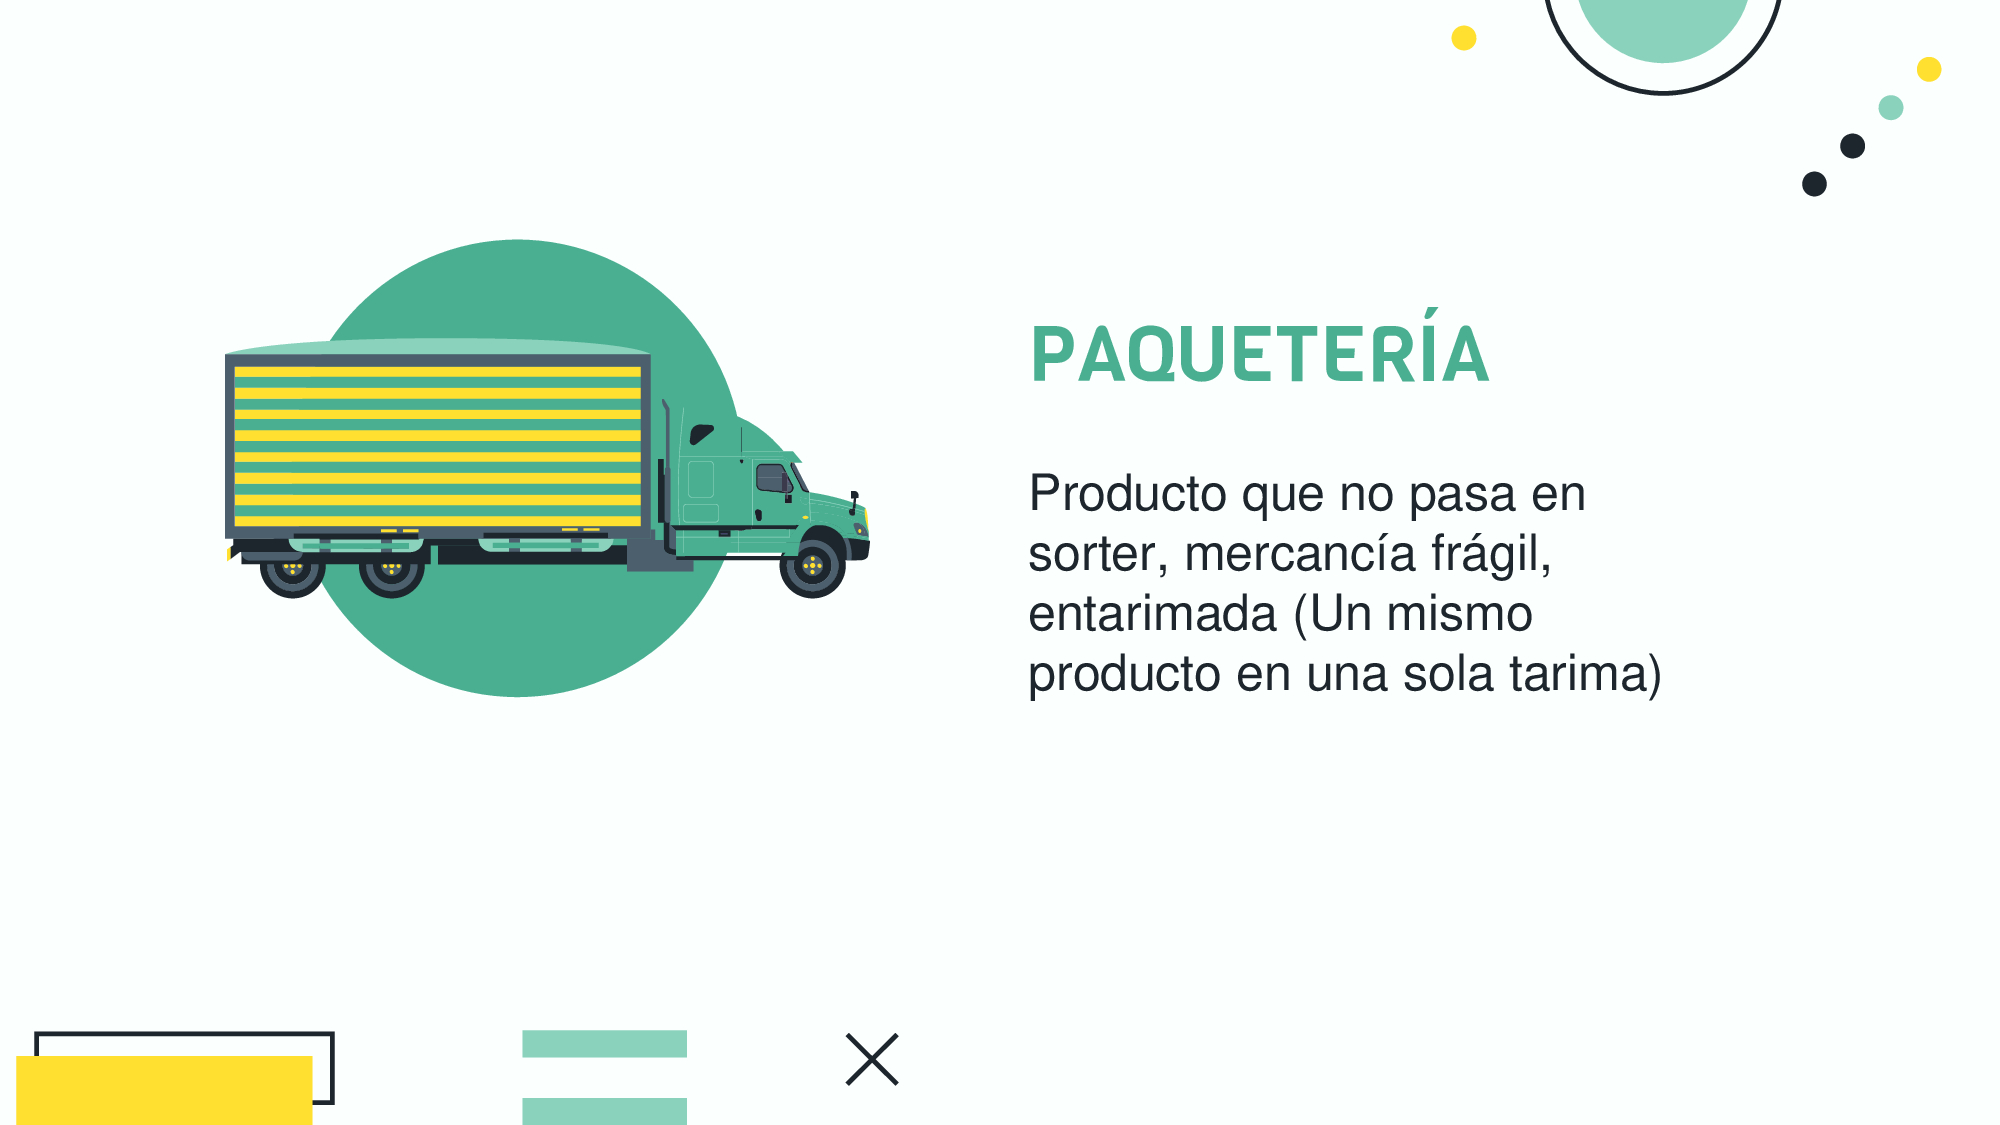 PAQUETERÍA
Producto que no pasa en
sorter, mercancía frágil,
entarimada (Un mismo
producto en una sola tarima)